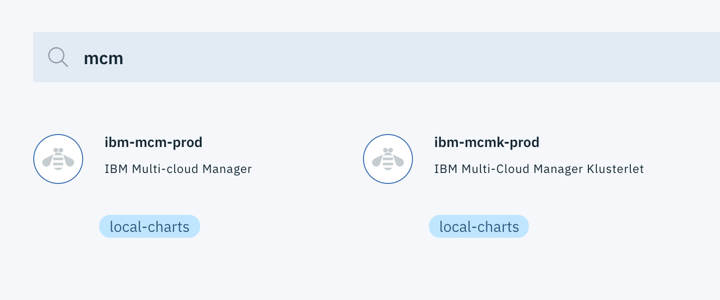 mcm
ibm-mcm-prod
IBM Multi-cloud Manager
local-charts
ibm-mcmk-prod
IBM Multi-Cloud Manager Klusterlet
local-charts